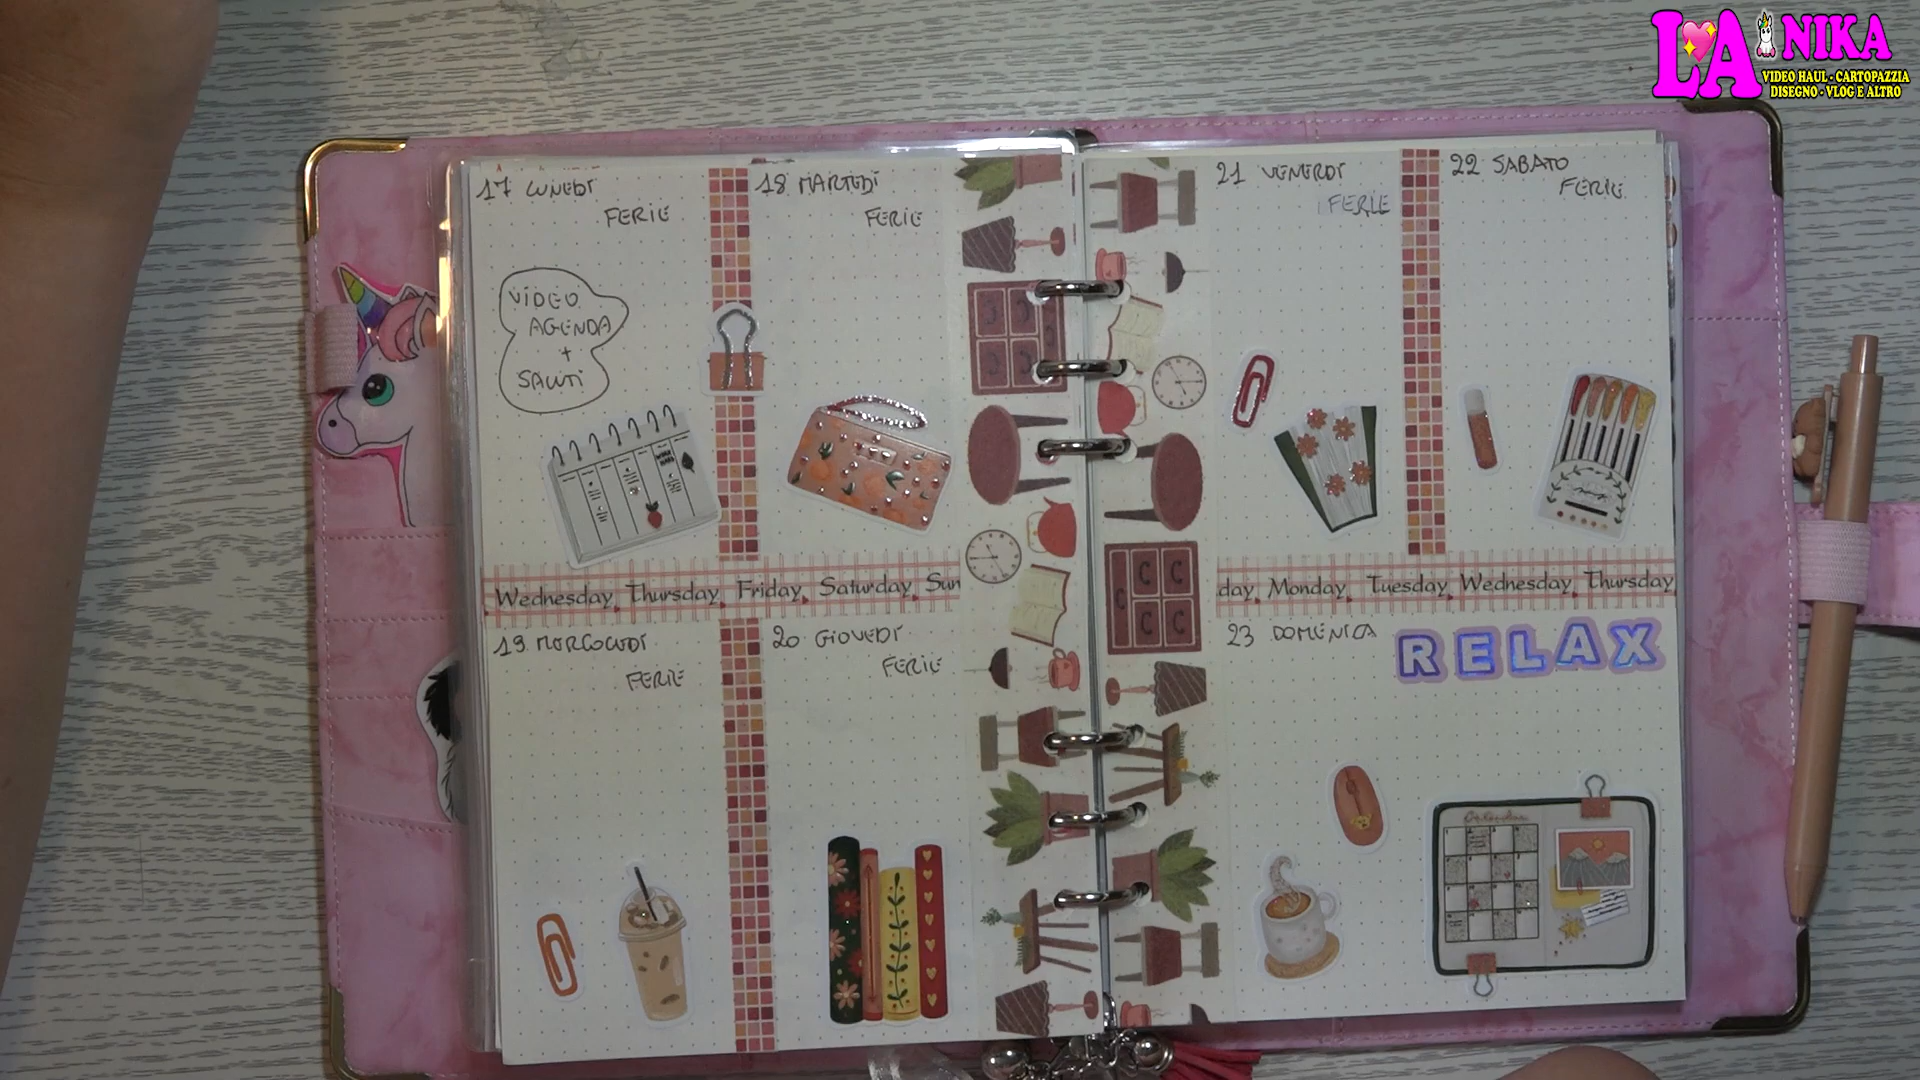 LA NIKA
VIDEO HAUL - CARTOPAZZIA
DISEGNO - VLOG E ALTRO
17 LUNEDÌ
FERIE
VIDEO
AGENDA
+
SALUTI
18 MARTEDÌ
FERIE
21 VENERDÌ
FERIE
22 SABATO
FERIE
Wednesday Thursday Friday Saturday Sun
day Monday Tuesday Wednesday Thursday
19 MERCOLEDÌ
FERIE
20 GIOVEDÌ
FERIE
23 DOMENICA
RELAX